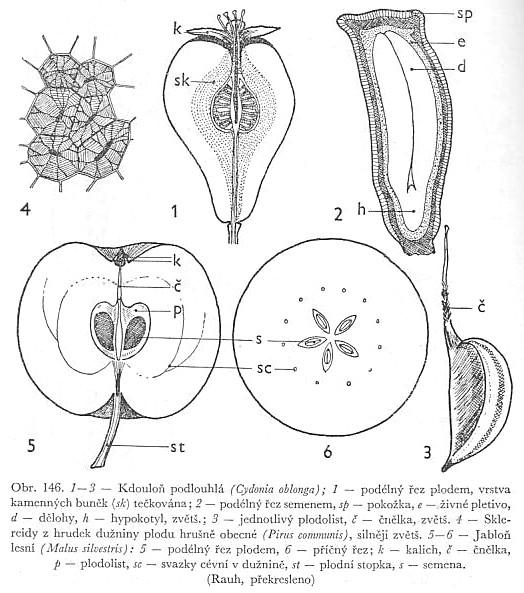 k
sk
4
1
sp
e
d
2
h
k
č
p
s
sc
5
st
6
č
3
Obr. 146. 1—3 — Kdouloň podlouhlá (Cydonia oblonga); 1 — podélný řez plodem, vrstva
kamenných buněk (sk) tečkována; 2 — podélný řez semenem, sp — pokožka, e — živné pletivo,
d — dělohy, h — hypokotyl, zvětš.; 3 — jednotlivý plodolist, č — čnělka, zvětš. 4 — Skle-
reidy z hrudek dužniny plodu hrušně obecné (Pirus communis), silněji zvětš. 5—6 — Jabloň
lesní (Malus silvestris): 5 — podélný řez plodem, 6 — příčný řez; k — kalich, č — čnělka,
p — plodolist, sc — svazky cévní v dužnině, st — plodní stopka, s — semena.
(Rauh, překresleno)